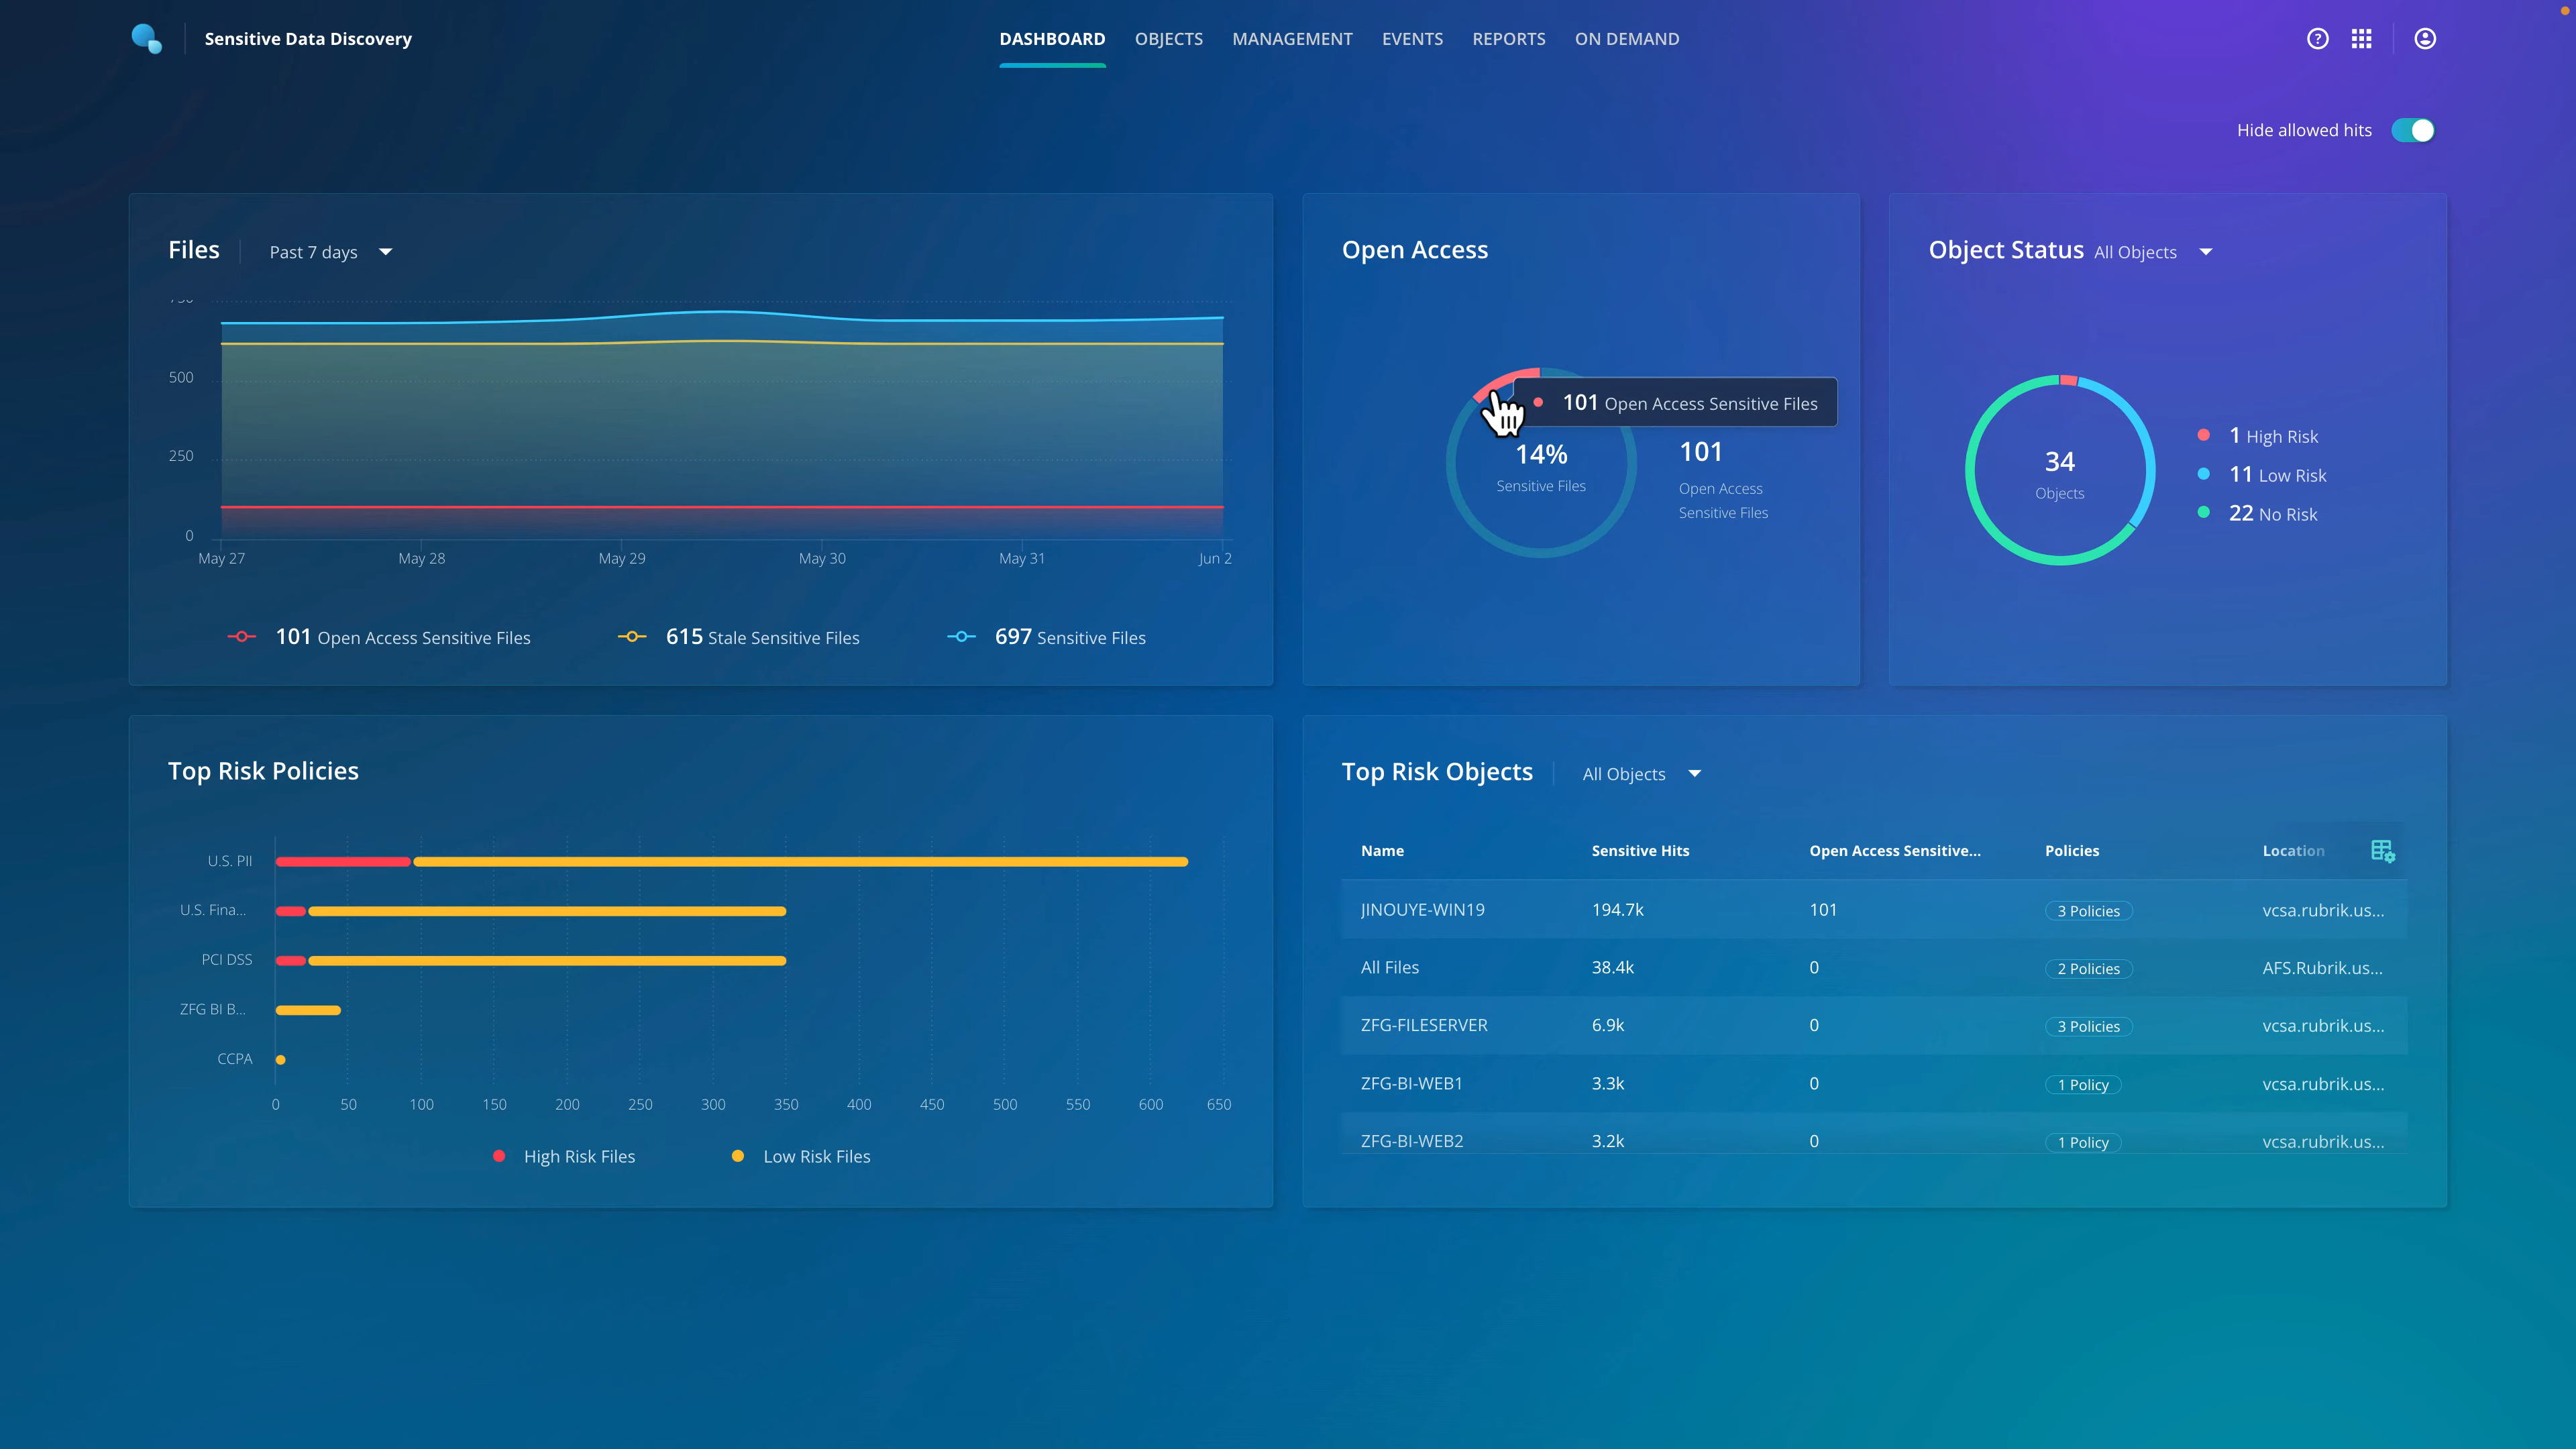 Sensitive Data Discovery
DASHBOARD OBJECTS MANAGEMENT EVENTS REPORTS ON DEMAND
Hide allowed hits
Files Past 7 days
750
500
250
0
May 27 May 28 May 29 May 30 May 31 Jun 2
101 Open Access Sensitive Files 615 Stale Sensitive Files 697 Sensitive Files
Open Access
101 Open Access Sensitive Files
14%
Sensitive Files
101
Open Access
Sensitive Files
Object Status All Objects
34
Objects
1 High Risk
11 Low Risk
22 No Risk
Top Risk Policies
U.S. PII
U.S. Fina...
PCI DSS
ZFG BI B...
CCPA
0 50 100 150 200 250 300 350 400 450 500 550 600 650
High Risk Files Low Risk Files
Top Risk Objects All Objects
Name Sensitive Hits Open Access Sensitive... Policies Location
JINOUYE-WIN19 194.7k 101 3 Policies vcsa.rubrik.us...
All Files 38.4k 0 2 Policies AFS.Rubrik.us...
ZFG-FILESERVER 6.9k 0 3 Policies vcsa.rubrik.us...
ZFG-BI-WEB1 3.3k 0 1 Policy vcsa.rubrik.us...
ZFG-BI-WEB2 3.2k 0 1 Policy vcsa.rubrik.us...